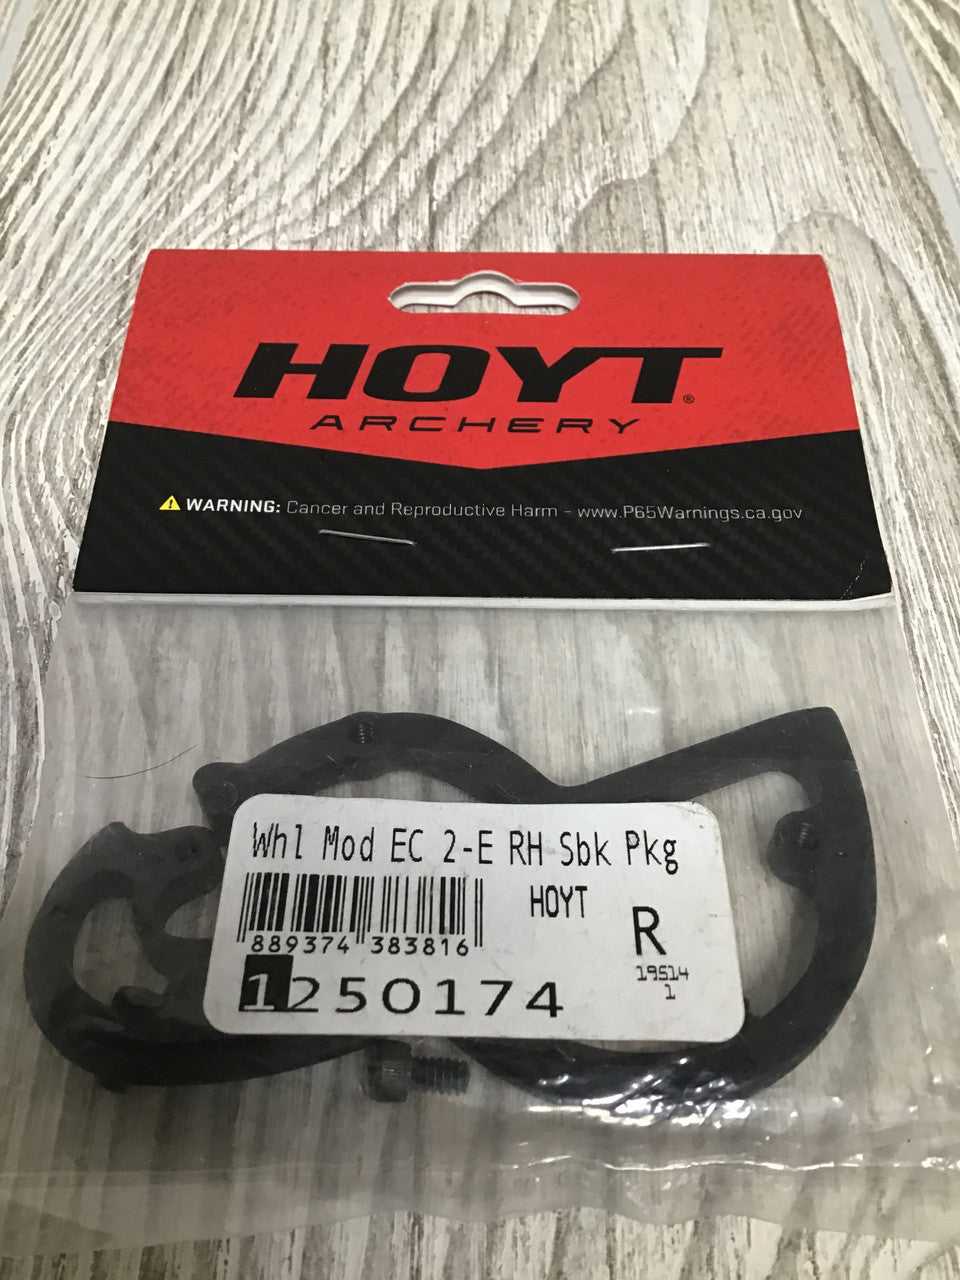 HOYT®
ARCHERY
WARNING: Cancer and Reproductive Harm - www.P65Warnings.ca.gov
Whl Mod EC 2-E RH Sbk Pkg
HOYT
R
889374 383816
19514
1
1250174